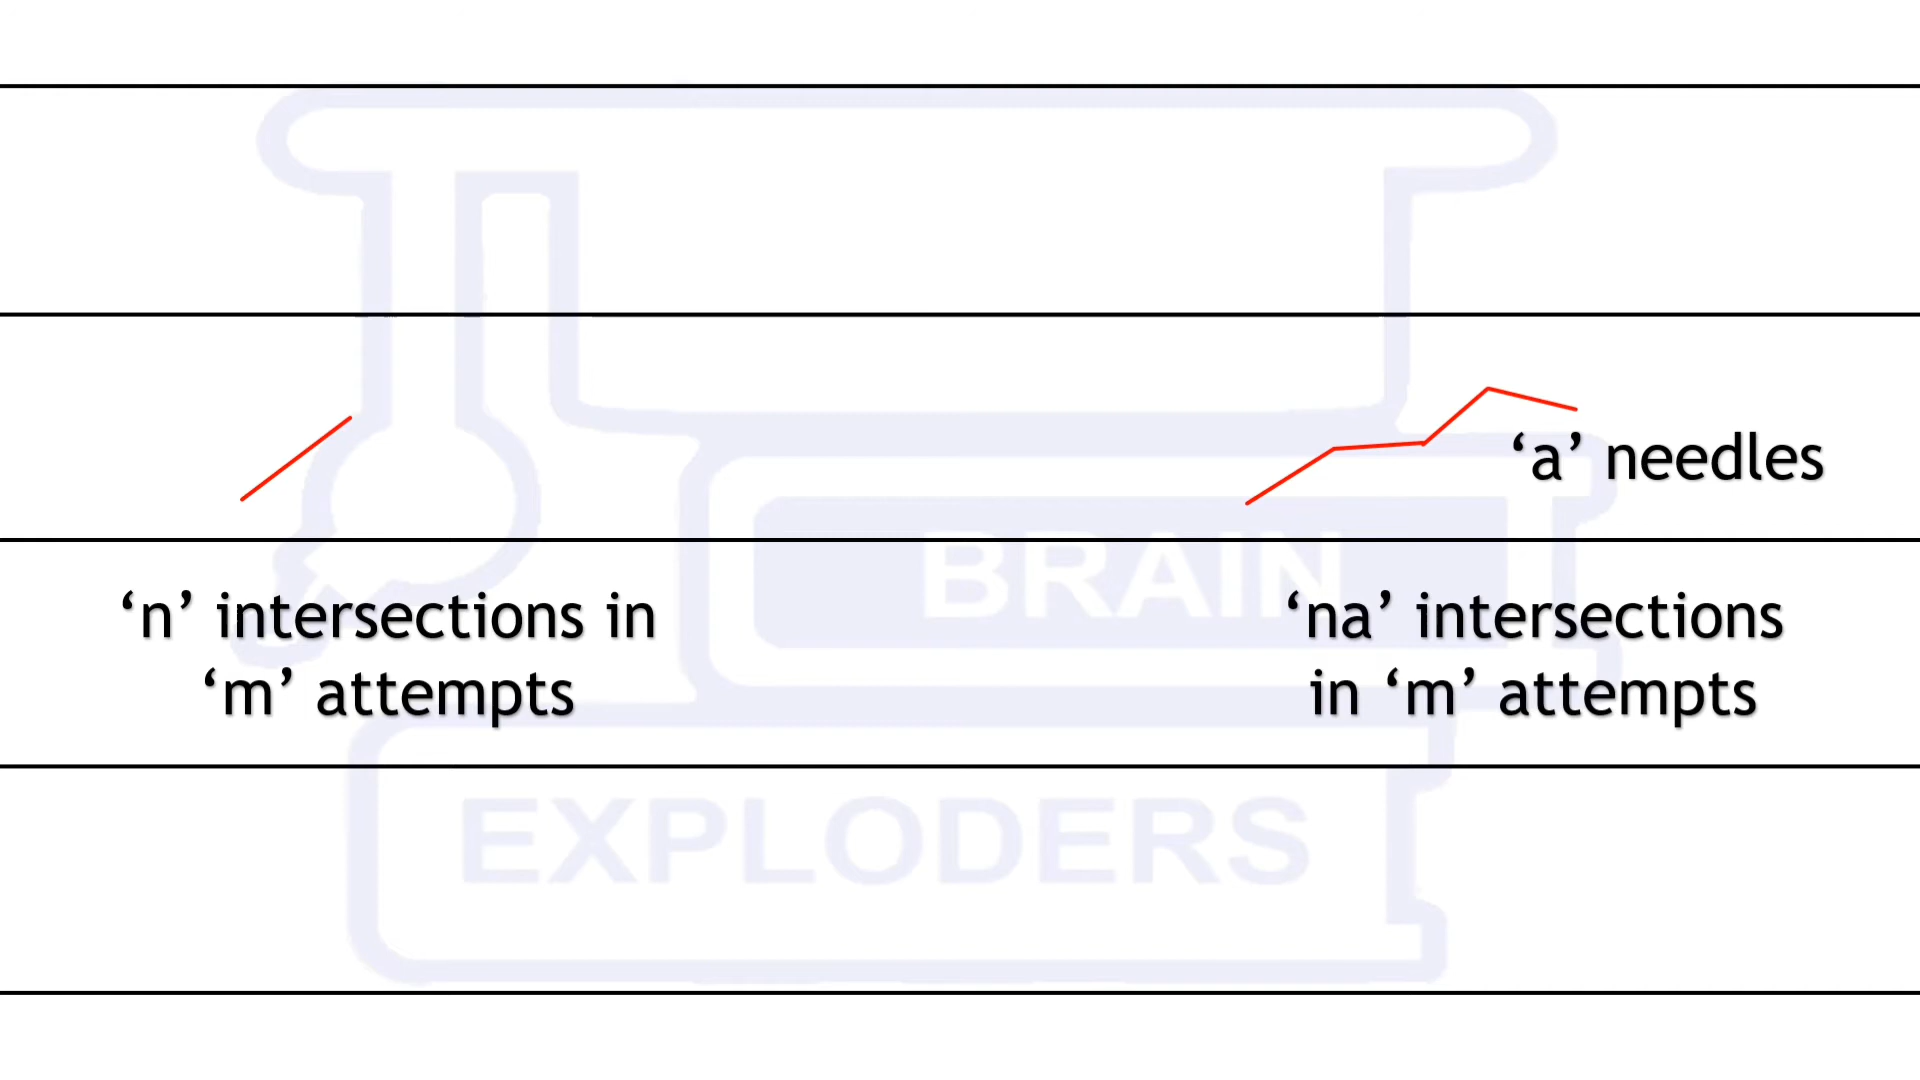 ‘a’ needles
BRAIN
‘n’ intersections in
‘m’ attempts
‘na’ intersections
in ‘m’ attempts
EXPLODERS